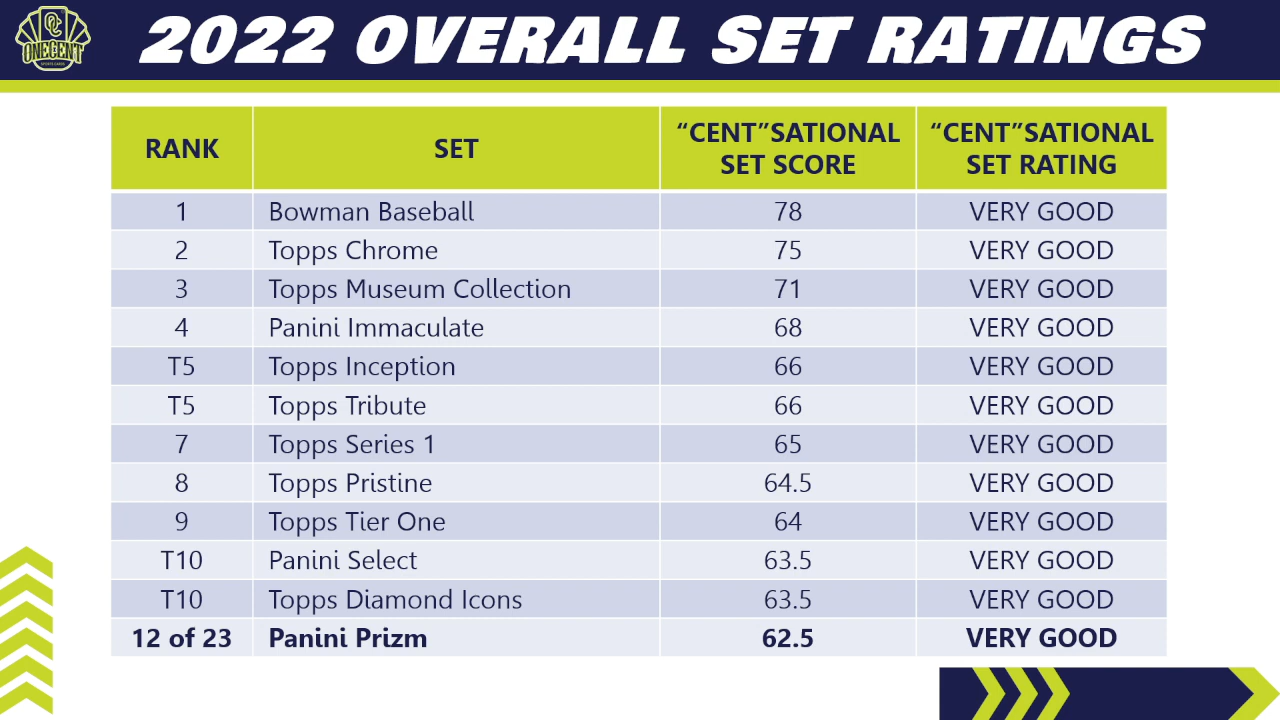 OC
ONECENT
SPORTS CARDS
2022 OVERALL SET RATINGS
RANK SET “CENT”SATIONAL SET SCORE “CENT”SATIONAL SET RATING
1 Bowman Baseball 78 VERY GOOD
2 Topps Chrome 75 VERY GOOD
3 Topps Museum Collection 71 VERY GOOD
4 Panini Immaculate 68 VERY GOOD
T5 Topps Inception 66 VERY GOOD
T5 Topps Tribute 66 VERY GOOD
7 Topps Series 1 65 VERY GOOD
8 Topps Pristine 64.5 VERY GOOD
9 Topps Tier One 64 VERY GOOD
T10 Panini Select 63.5 VERY GOOD
T10 Topps Diamond Icons 63.5 VERY GOOD
12 of 23 Panini Prizm 62.5 VERY GOOD